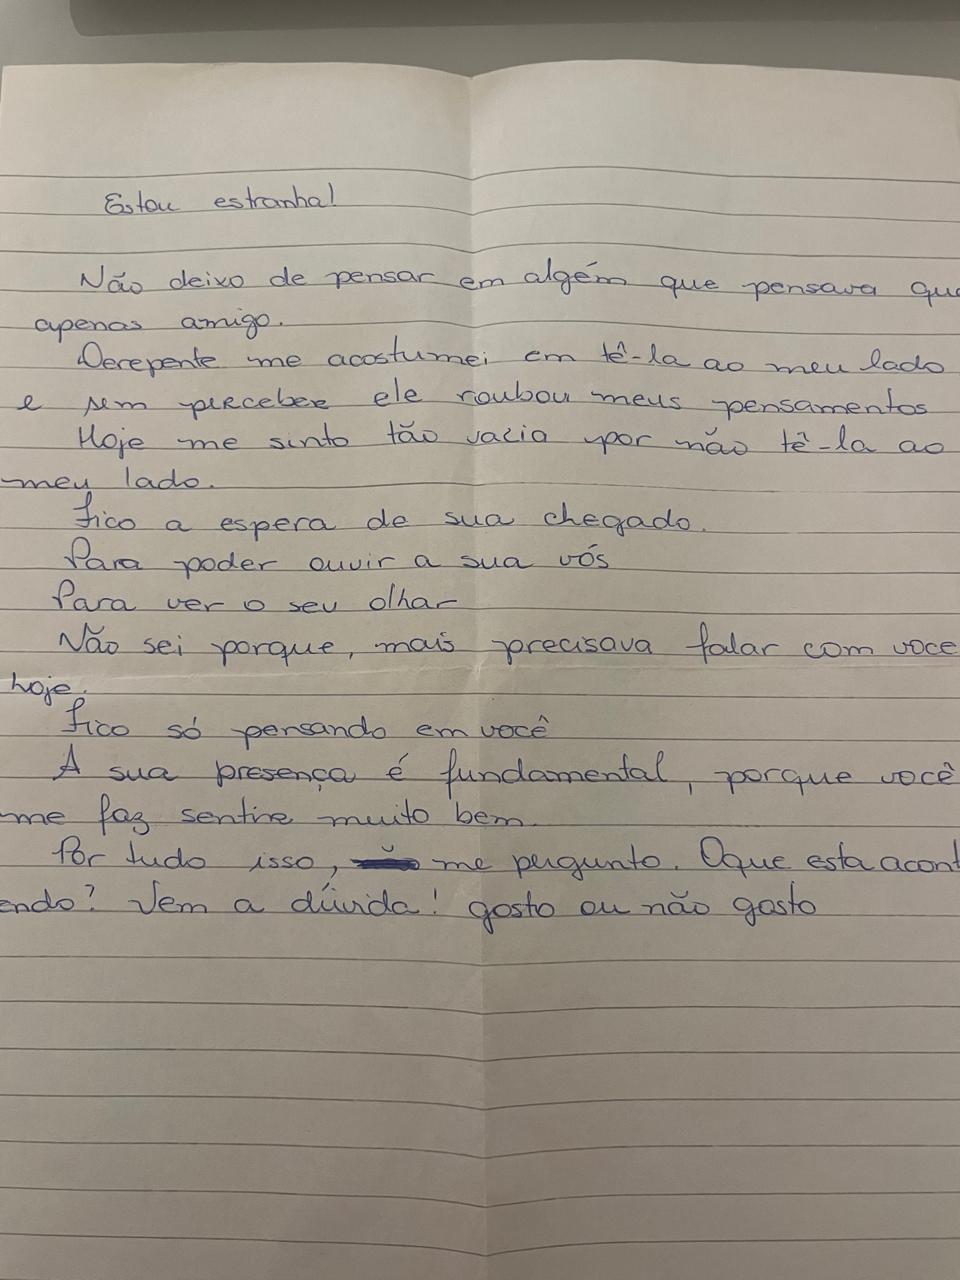 Estou estranha!
Não deixo de pensar em algém que pensava que
apenas amigo.
Derepente me acostumei em tê-la ao meu lado
e sem perceber ele roubou meus pensamentos
Hoje me sinto tão vazia por não tê-la ao
meu lado.
Fico a espera de sua chegado.
Para poder ouvir a sua vós
Para ver o seu olhar
Não sei porque, mais precisava falar com voce
hoje.
Fico só pensando em você
A sua presença é fundamental, porque você
me faz sentire muito bem.
Por tudo isso, me pergunto. Oque esta acont
endo? Vem a dúvida! gosto ou não gosto